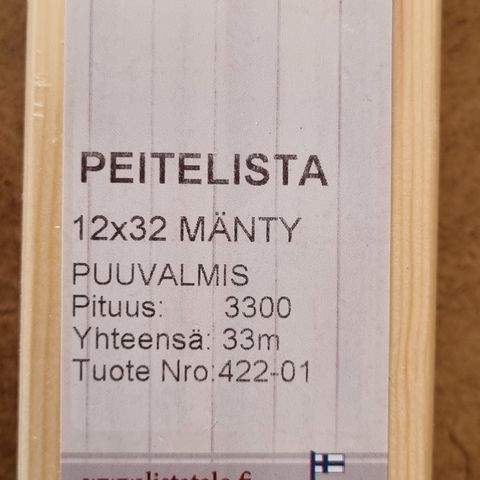 PEITELISTA
12x32 MÄNTY
PUUVALMIS
Pituus: 3300
Yhteensä: 33m
Tuote Nro:422-01